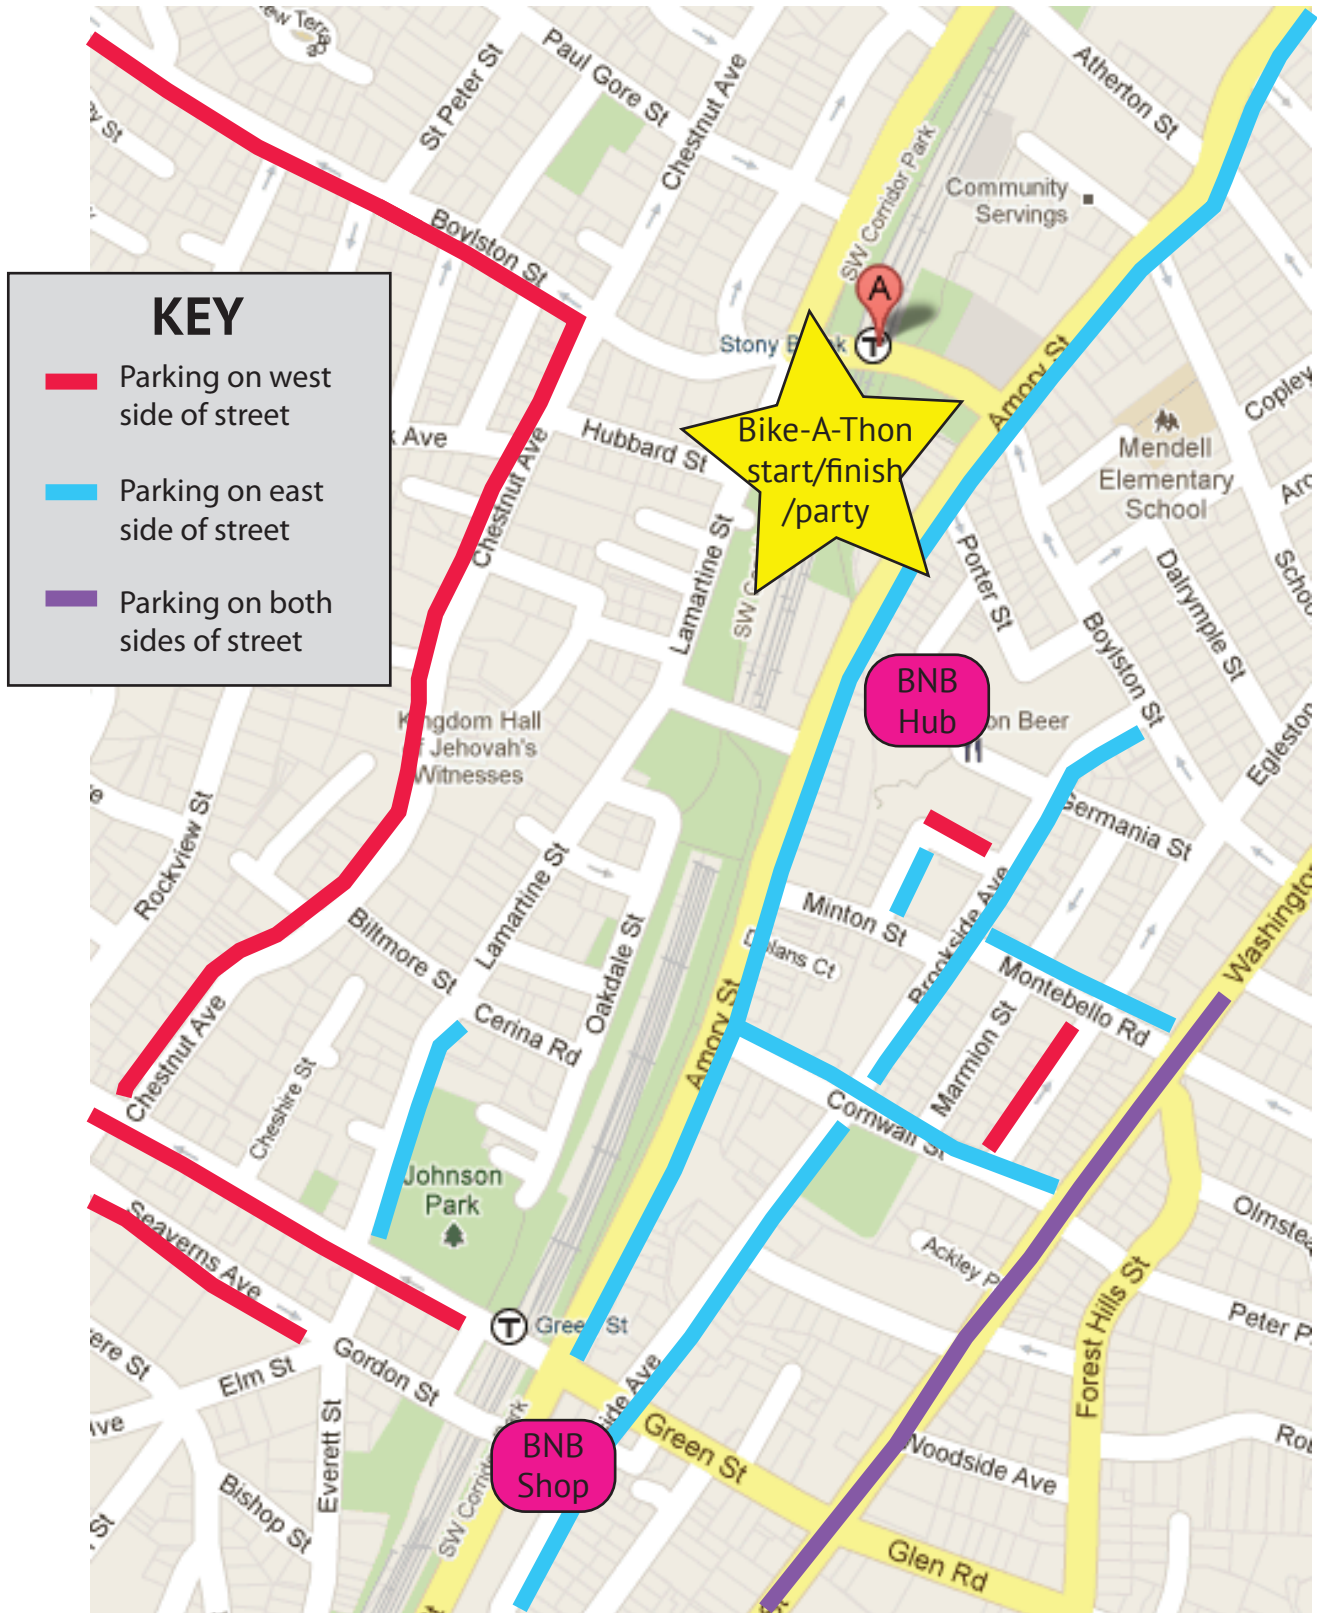 St Peter St
Paul Gore St
Chestnut Ave
Atherton St
SW Corridor Park
Community
Servings
Boylston St
KEY
Parking on west
side of street
Parking on east
side of street
Parking on both
sides of street
A
T
Stony
Amory St
Copley
Bike-A-Thon
start/finish
/party
Ave
Hubbard St
Chestnut Ave
Mendell
Elementary
School
Lamartine St
Porter St
Dalrymple St
Boylston St
BNB
Hub
on Beer
Kingdom Hall
of Jehovah's
Witnesses
Egleston
Rockview St
Germania St
Lamartine St
Minton St
Brookside Ave
Washington
Biltmore St
Oakdale St
Dolans Ct
Montebello Rd
Cerina Rd
Amory St
Marmion St
Chestnut Ave
Cheshire St
Cornwall St
Johnson
Park
Seaverns Ave
Ackley
Forest Hills St
Peter
T
Green St
Elm St
Gordon St
Everett St
BNB
Shop
Green St
Woodside Ave
Bishop St
Glen Rd